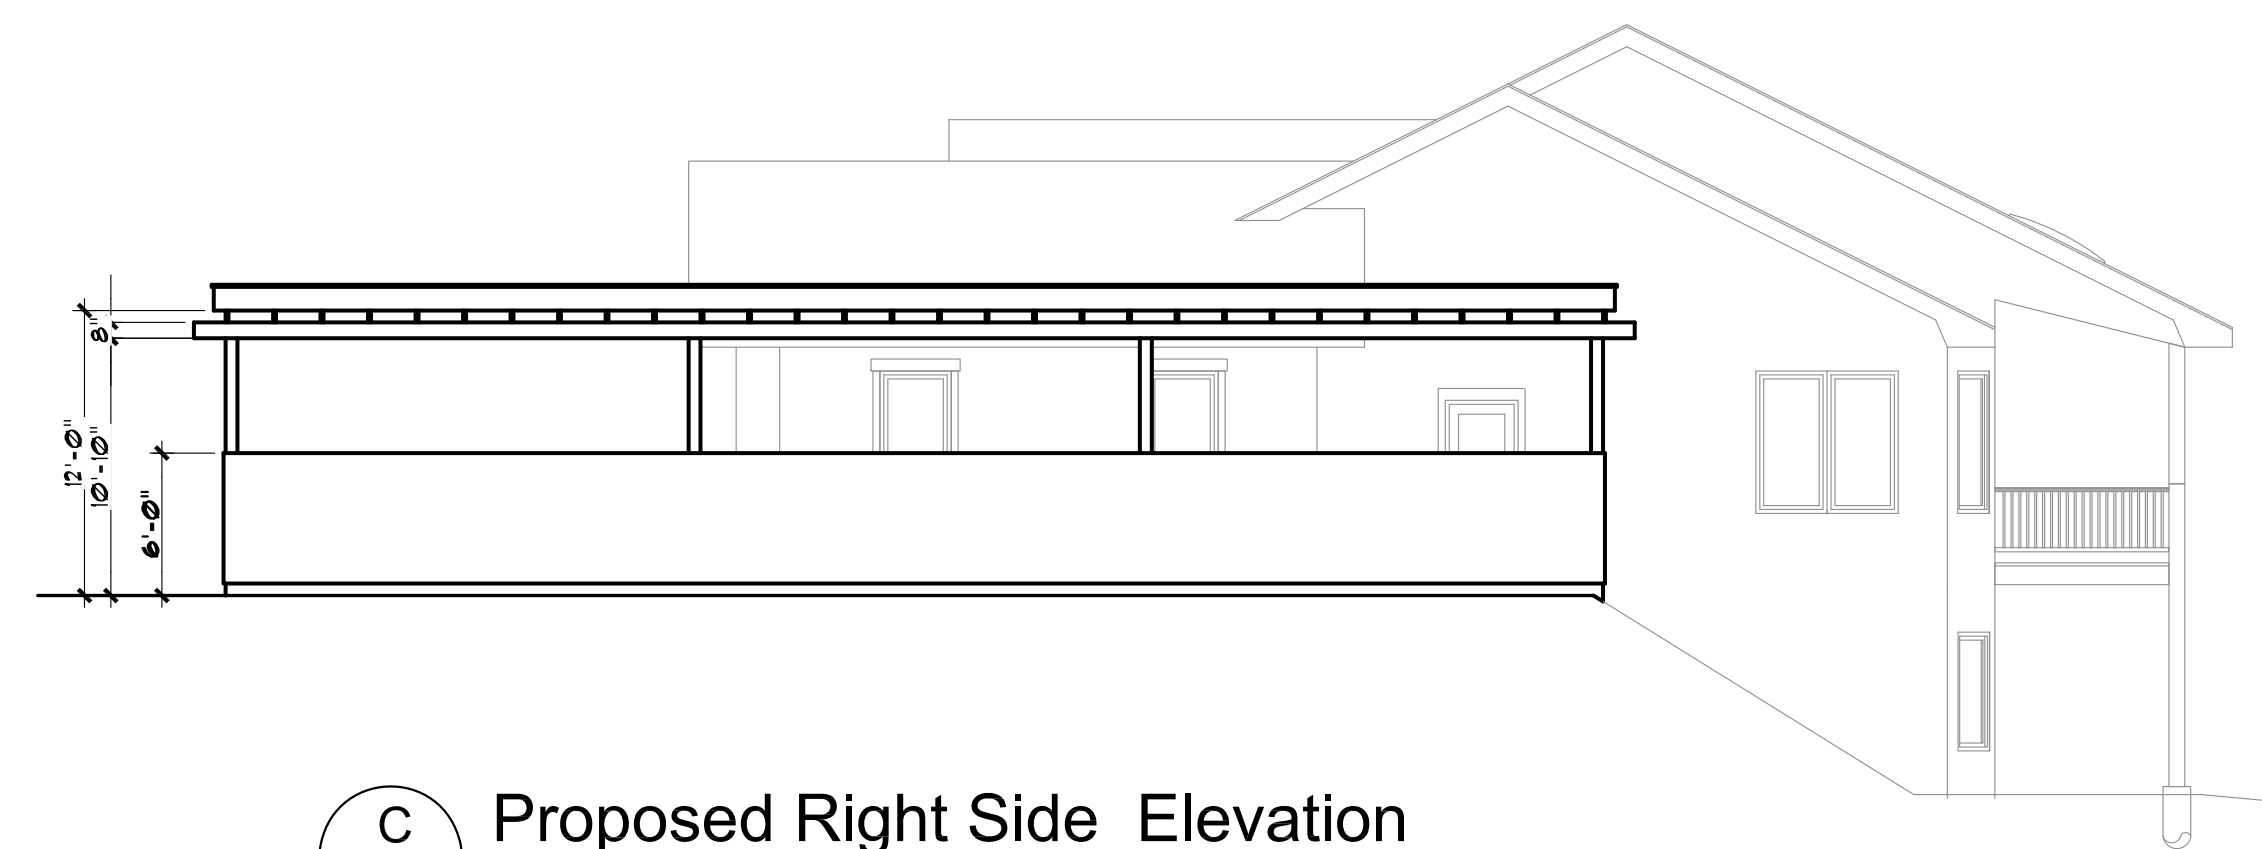 8"
12'-0"
10'-10"
6'-0"
C
Proposed Right Side Elevation